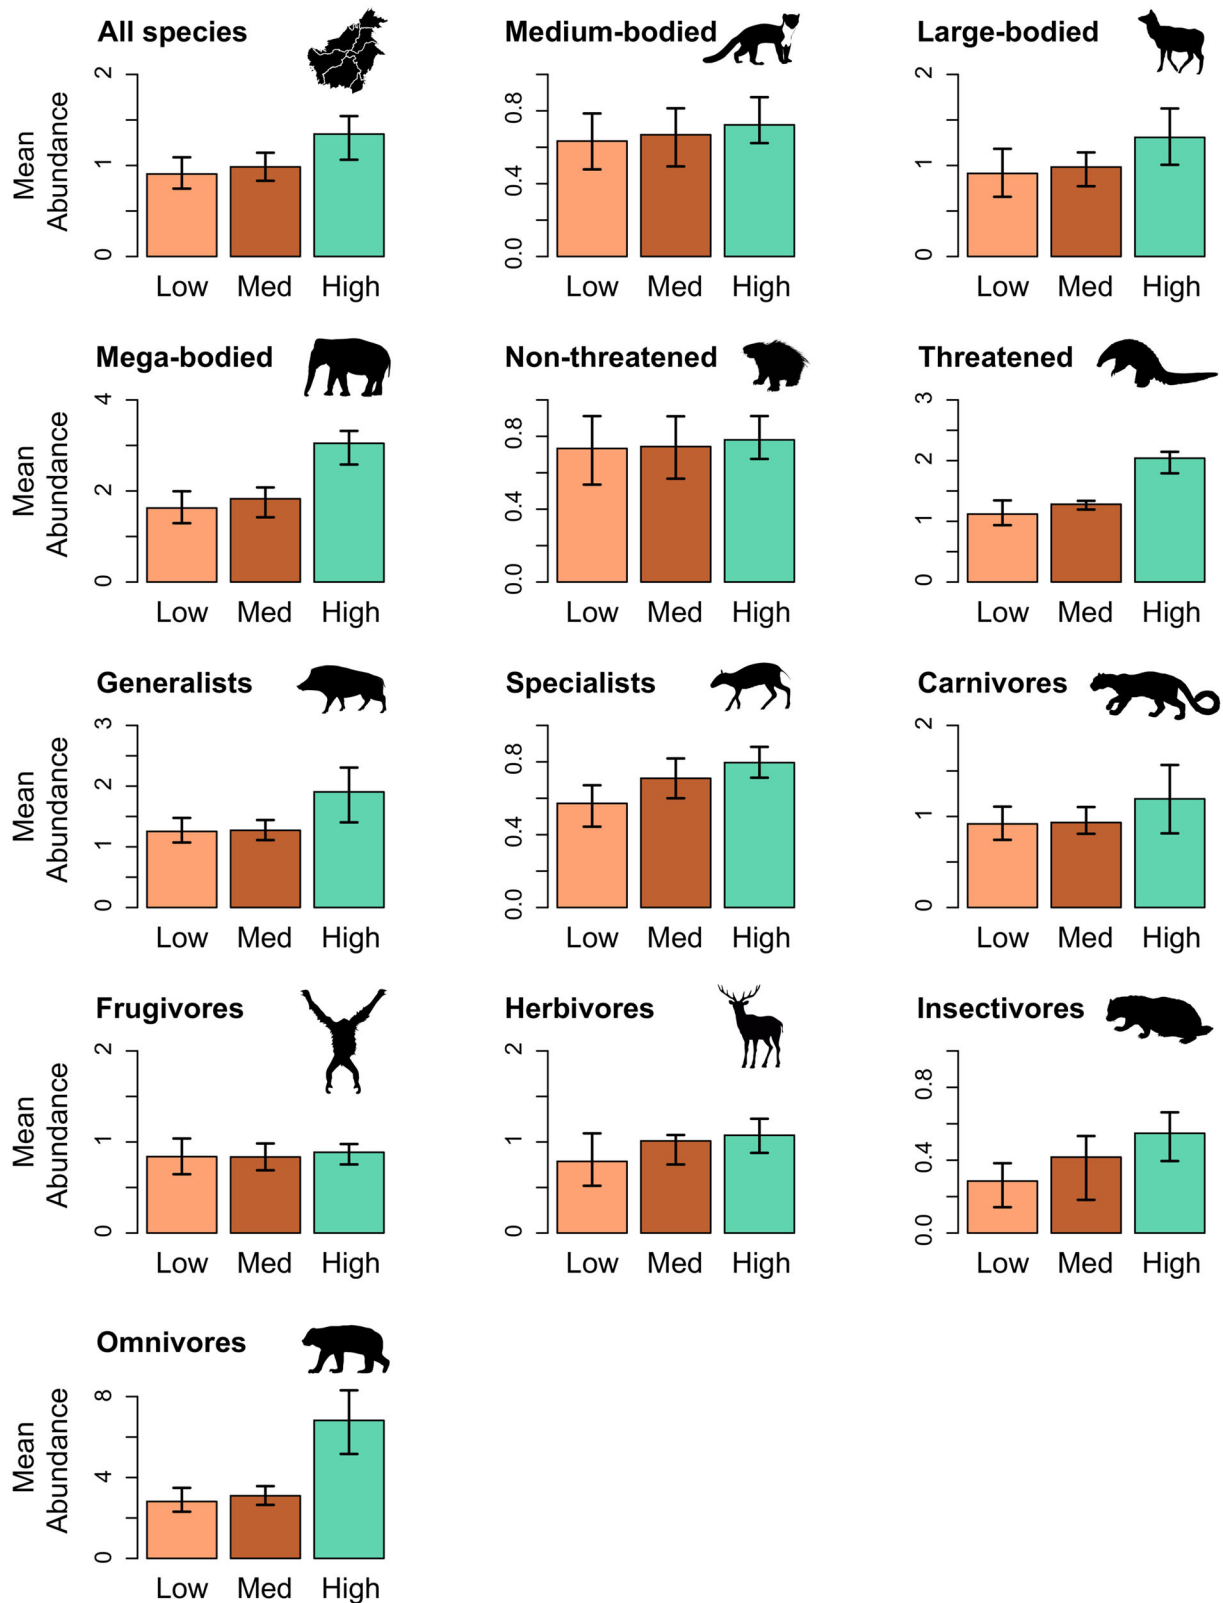 All species
Medium-bodied
Large-bodied
Mean
Abundance
0
1
2
0.0
0.4
0.8
0
1
2
Low Med High
Low Med High
Low Med High
Mega-bodied
Non-threatened
Threatened
Mean
Abundance
0
2
4
0.0
0.4
0.8
0
1
2
3
Low Med High
Low Med High
Low Med High
Generalists
Specialists
Carnivores
Mean
Abundance
0
1
2
3
0.0
0.4
0.8
0
1
2
Low Med High
Low Med High
Low Med High
Frugivores
Herbivores
Insectivores
Mean
Abundance
0
1
2
0
1
2
0.0
0.4
0.8
Low Med High
Low Med High
Low Med High
Omnivores
Mean
Abundance
0
4
8
Low Med High